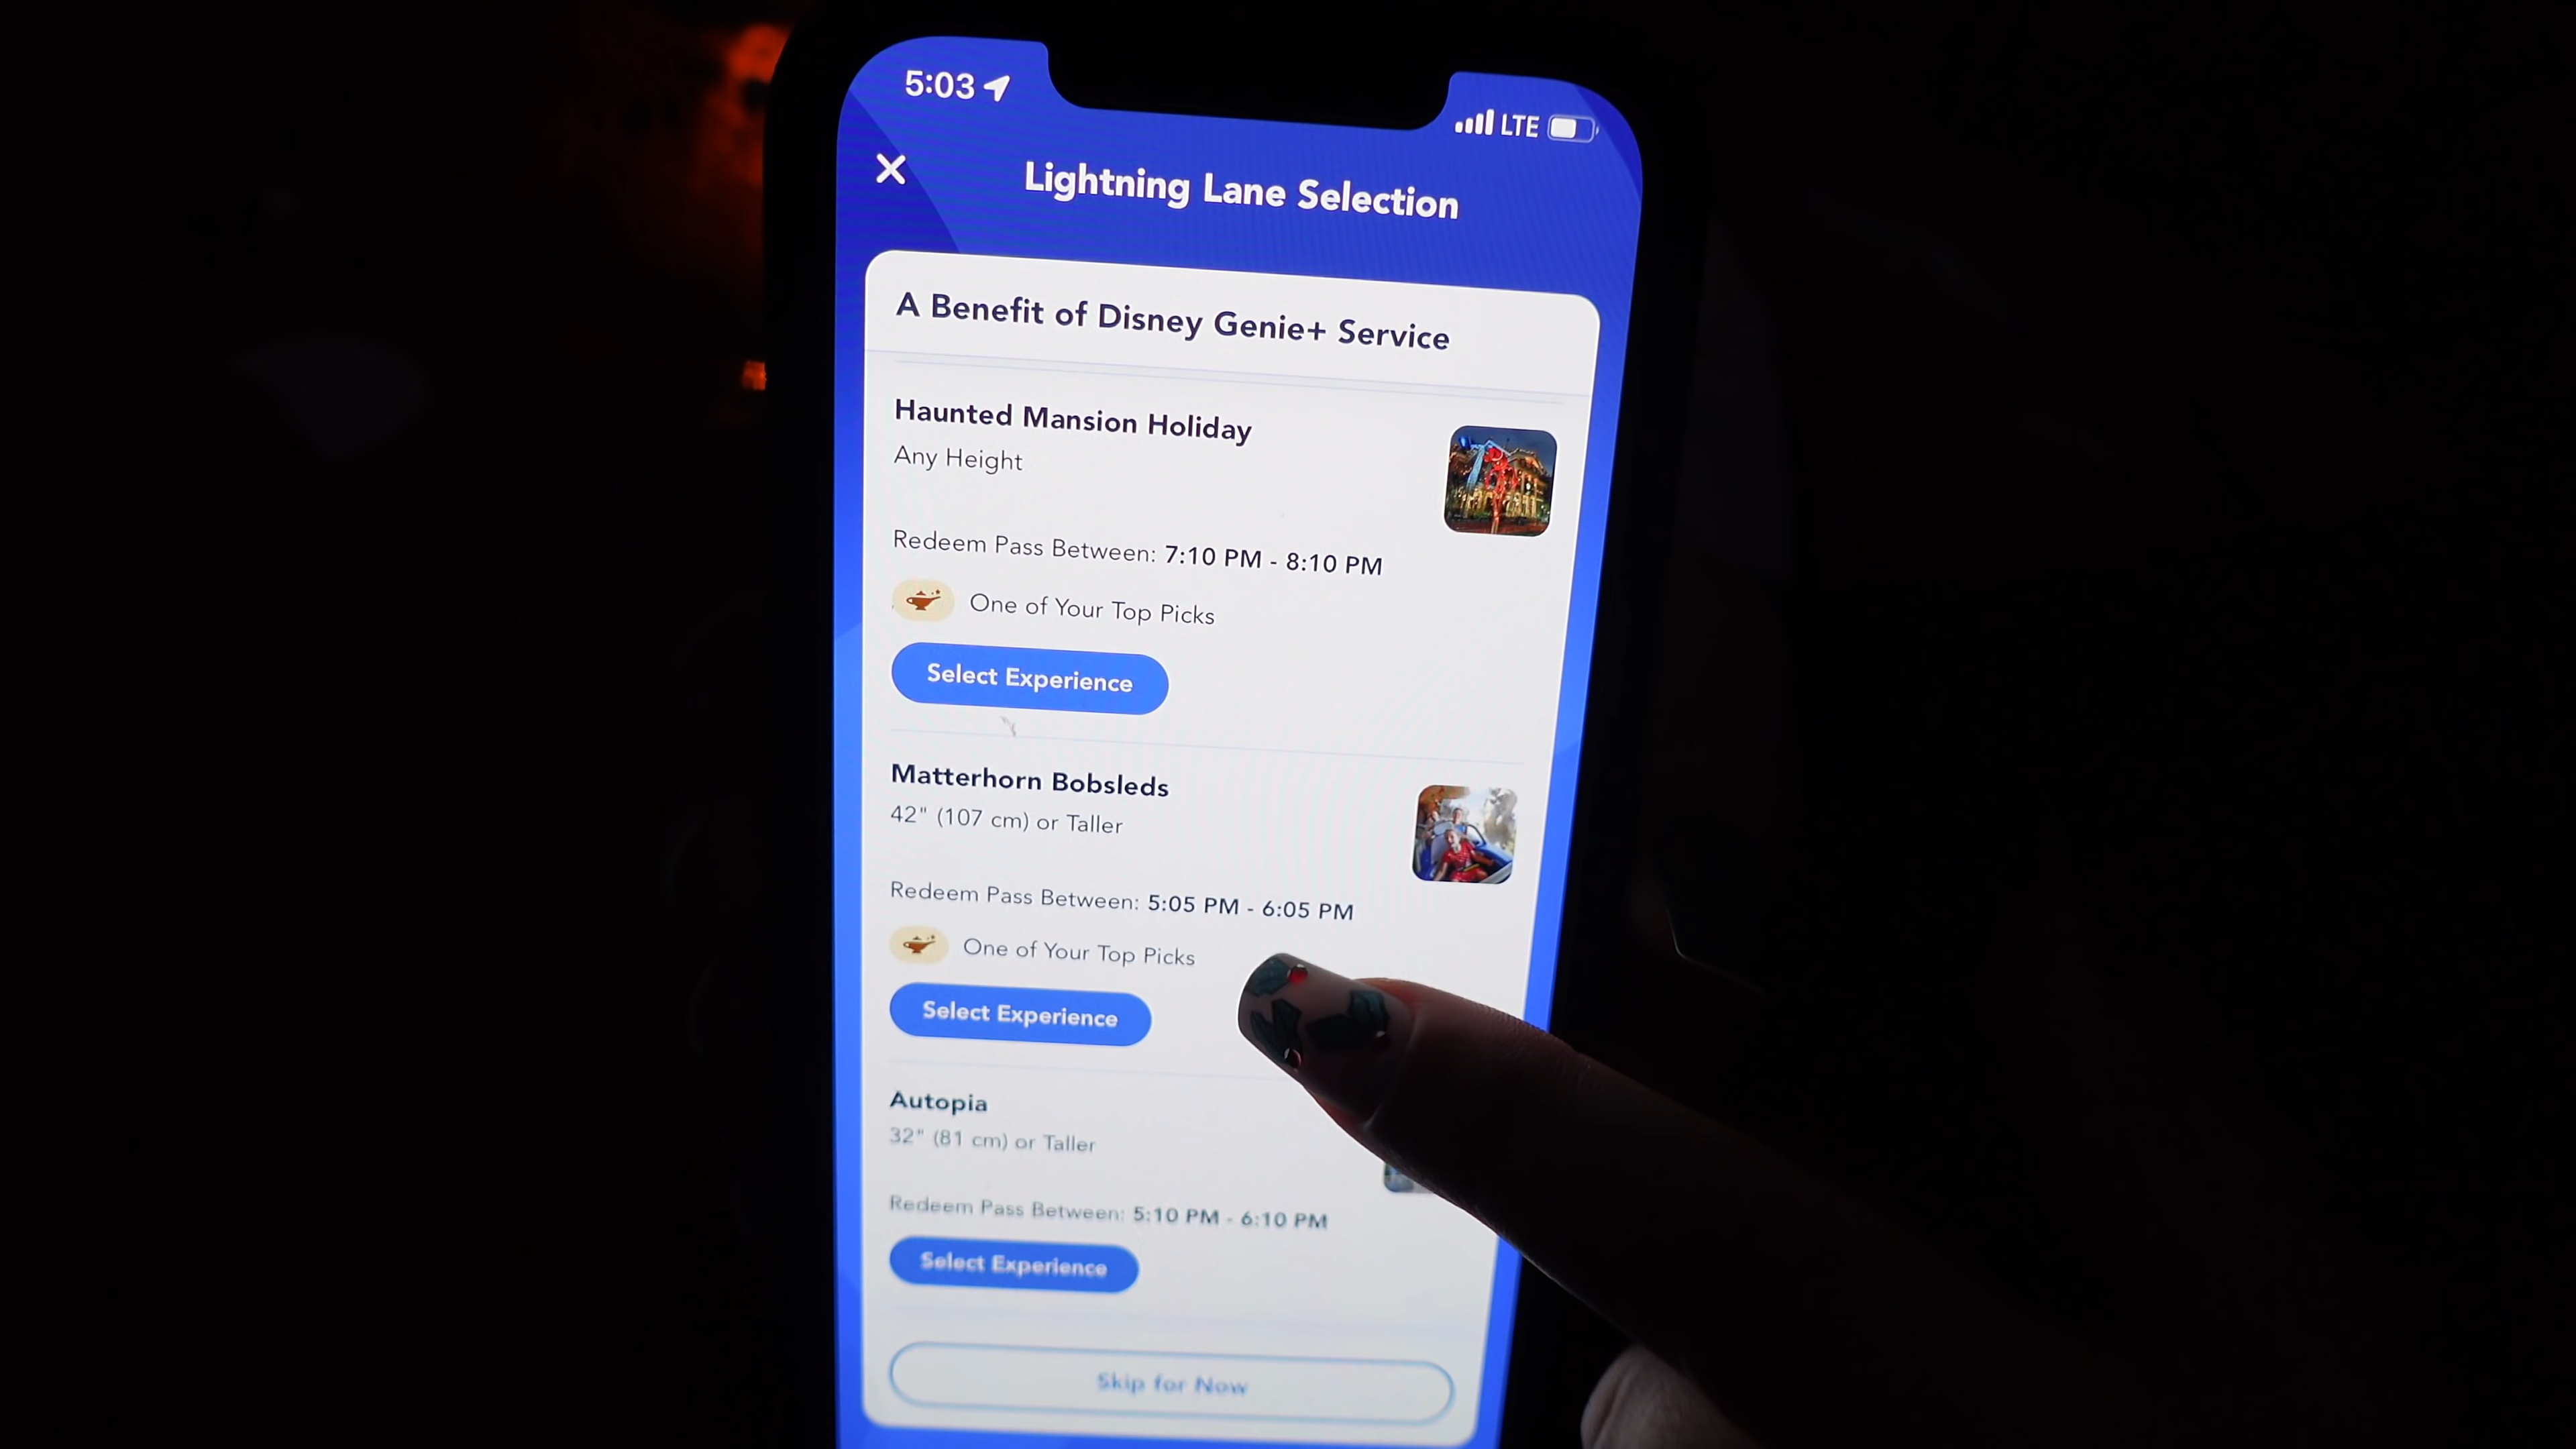 5:03
LTE
Lightning Lane Selection
A Benefit of Disney Genie+ Service
Haunted Mansion Holiday
Any Height
Redeem Pass Between: 7:10 PM - 8:10 PM
One of Your Top Picks
Select Experience
Matterhorn Bobsleds
42" (107 cm) or Taller
Redeem Pass Between: 5:05 PM - 6:05 PM
One of Your Top Picks
Select Experience
Autopia
32" (81 cm) or Taller
Redeem Pass Between: 5:10 PM - 6:10 PM
Select Experience
Skip for Now